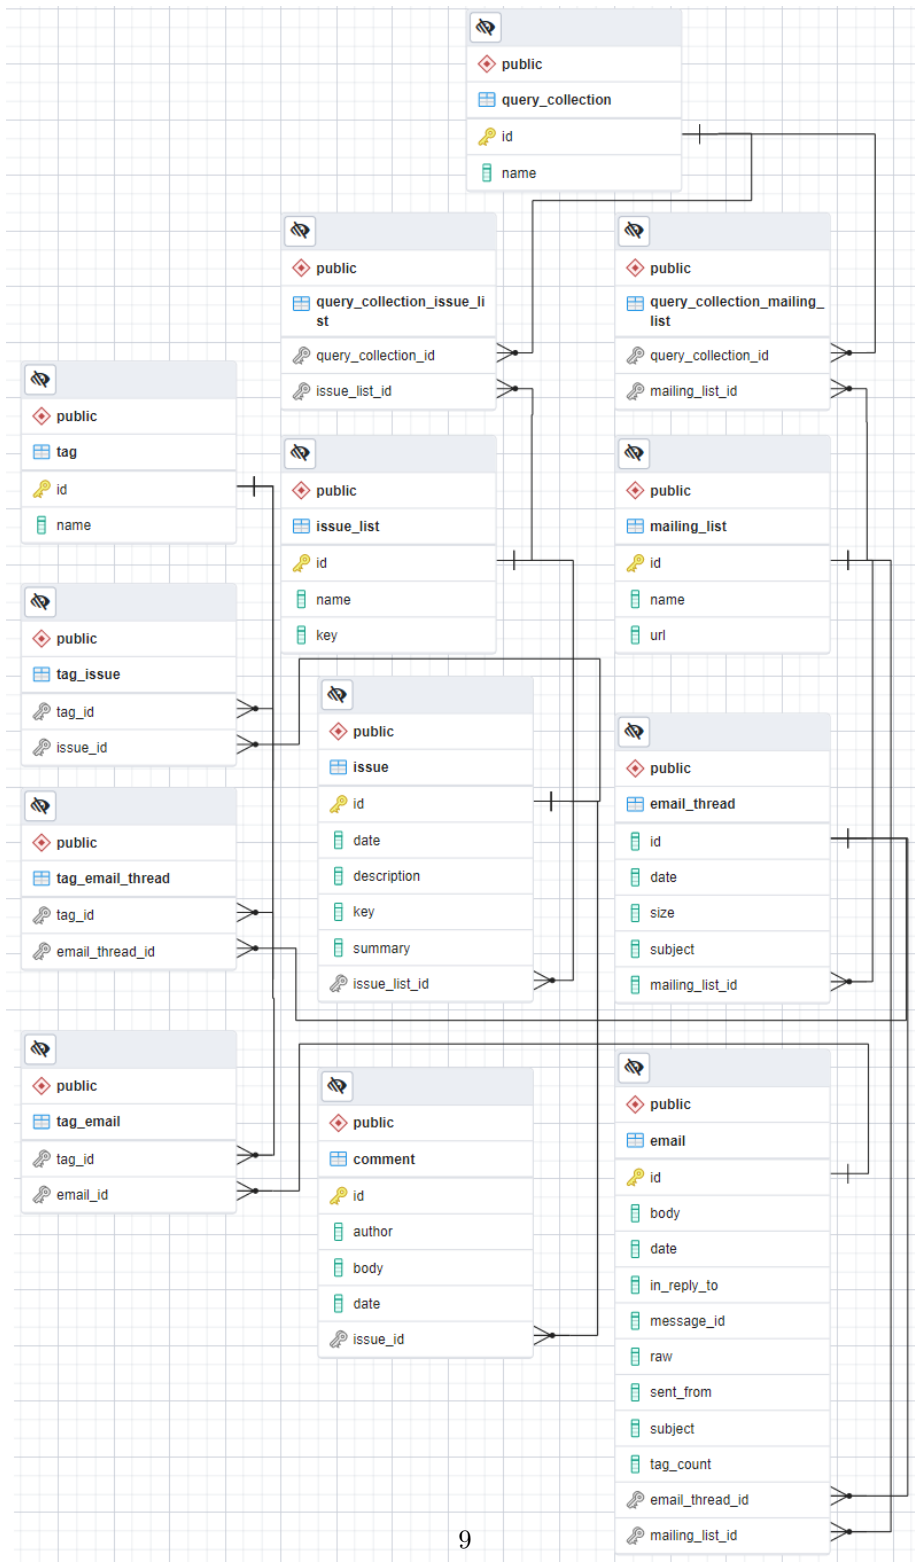 public
query_collection
id
name
public
query_collection_issue_li
st
query_collection_id
issue_list_id
public
query_collection_mailing_
list
query_collection_id
mailing_list_id
public
tag
id
name
public
issue_list
id
name
key
public
mailing_list
id
name
url
public
tag_issue
tag_id
issue_id
public
issue
id
date
description
key
summary
issue_list_id
public
email_thread
id
date
size
subject
mailing_list_id
public
tag_email_thread
tag_id
email_thread_id
public
tag_email
tag_id
email_id
public
comment
id
author
body
date
issue_id
public
email
id
body
date
in_reply_to
message_id
raw
sent_from
subject
tag_count
email_thread_id
mailing_list_id
9